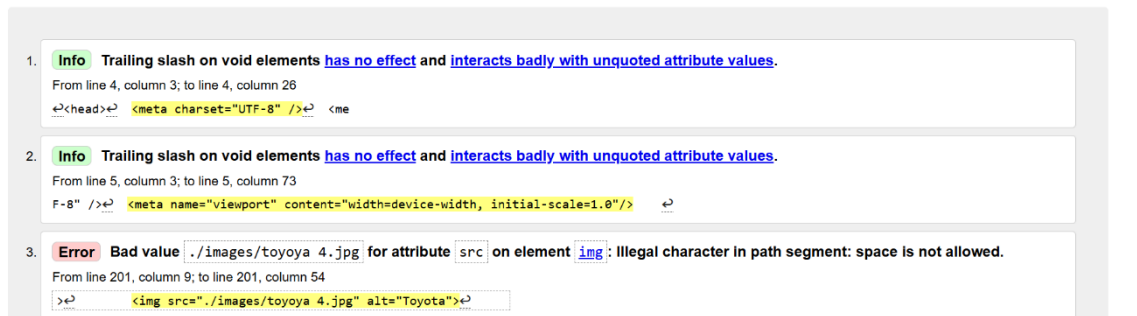 1. Info Trailing slash on void elements has no effect and interacts badly with unquoted attribute values.
From line 4, column 3; to line 4, column 26
↩<head>↩ <meta charset="UTF-8" />↩ <me
2. Info Trailing slash on void elements has no effect and interacts badly with unquoted attribute values.
From line 5, column 3; to line 5, column 73
F-8" />↩ <meta name="viewport" content="width=device-width, initial-scale=1.0"/> ↩
3. Error Bad value ./images/toyoya 4.jpg for attribute src on element img: Illegal character in path segment: space is not allowed.
From line 201, column 9; to line 201, column 54
>↩ <img src="./images/toyoya 4.jpg" alt="Toyota">↩